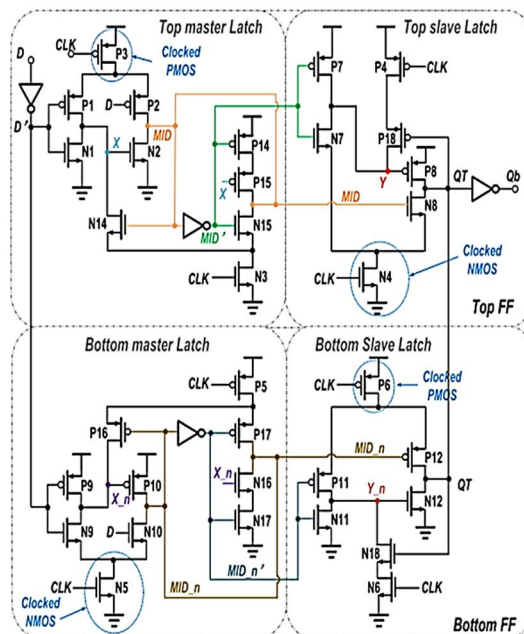 Top master Latch
Top slave Latch
CLK
P3
Clocked
PMOS
D
P7
P4
CLK
P1
D
P2
D'
MID
P14
P18
N1
X
N2
N7
QT
Qb
X
P15
Y
P8
MID
N14
N15
N8
MID'
CLK
N3
CLK
N4
Clocked
NMOS
Top FF
Bottom master Latch
Bottom Slave Latch
CLK
P5
CLK
P6
Clocked
PMOS
P16
P17
MID_n
P12
P9
P10
X_n
N16
P11
QT
X_n
Y_n
N12
N9
D
N10
N17
N11
N18
CLK
N5
MID_n'
N6
CLK
Clocked
NMOS
MID_n
Bottom FF